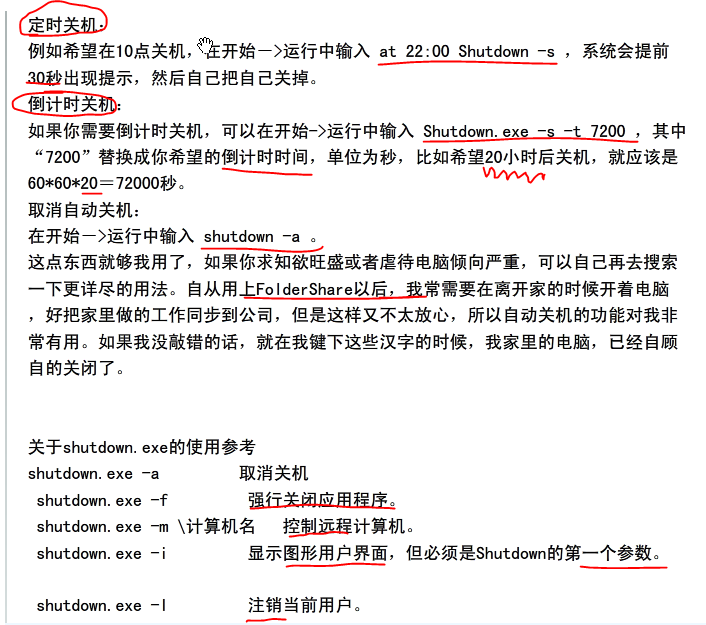 定时关机：
例如希望在10点关机，在开始－>运行中输入 at 22:00 Shutdown -s ，系统会提前
30秒出现提示，然后自己把自己关掉。
倒计时关机：
如果你需要倒计时关机，可以在开始->运行中输入 Shutdown.exe -s -t 7200 ，其中
“7200”替换成你希望的倒计时时间，单位为秒，比如希望20小时后关机，就应该是
60*60*20＝72000秒。
取消自动关机：
在开始－>运行中输入 shutdown -a 。
这点东西就够我用了，如果你求知欲旺盛或者虐待电脑倾向严重，可以自己再去搜索
一下更详尽的用法。自从用上FolderShare以后，我常需要在离开家的时候开着电脑
，好把家里做的工作同步到公司，但是这样又不太放心，所以自动关机的功能对我非
常有用。如果我没敲错的话，就在我键下这些汉字的时候，我家里的电脑，已经自顾
自的关闭了。
关于shutdown.exe的使用参考
shutdown.exe -a 取消关机
shutdown.exe -f 强行关闭应用程序。
shutdown.exe -m \计算机名 控制远程计算机。
shutdown.exe -i 显示图形用户界面，但必须是Shutdown的第一个参数。
shutdown.exe -l 注销当前用户。